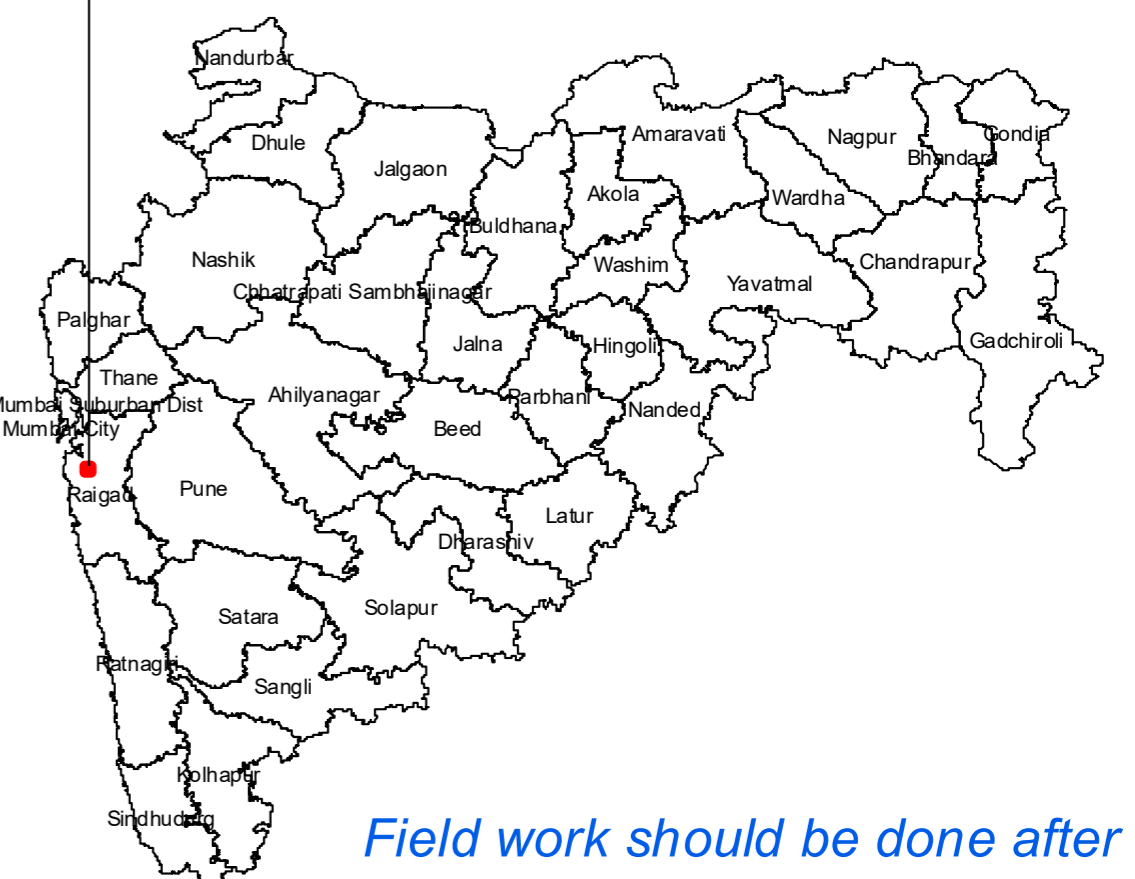 Nandurbar
Dhule
Jalgaon
Amaravati
Nagpur
Gondia
Bhandara
Akola
Wardha
Buldhana
Nashik
Washim
Chandrapur
Yavatmal
Chhatrapati Sambhajinagar
Palghar
Jalna
Hingoli
Gadchiroli
Thane
Ahilyanagar
Parbhani
Mumbai Suburban Dist
Nanded
Mumbai City
Beed
Raigad
Pune
Latur
Dharashiv
Solapur
Satara
Ratnagiri
Sangli
Kolhapur
Sindhudurg
Field work should be done after